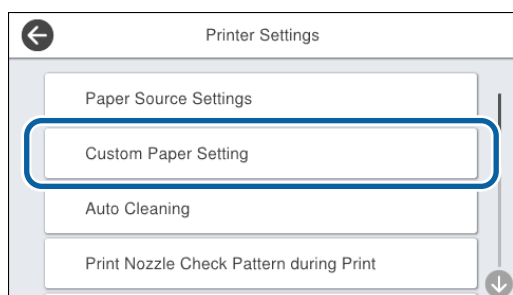 Printer Settings
Paper Source Settings
Custom Paper Setting
Auto Cleaning
Print Nozzle Check Pattern during Print